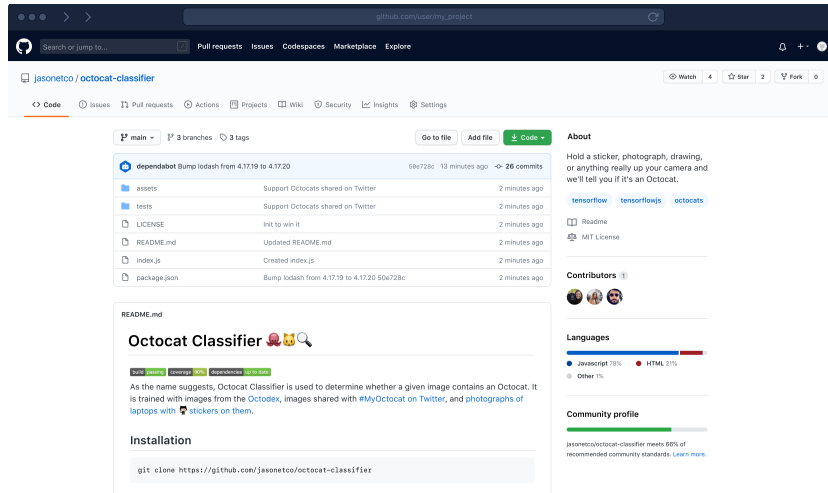 github.com/user/my_project
Search or jump to...
/
Pull requests Issues Codespaces Marketplace Explore
jasonetco / octocat-classifier
Watch 4 Star 2 Fork 0
Code Issues Pull requests Actions Projects Wiki Security Insights Settings
main 3 branches 3 tags Go to file Add file Code
dependabot Bump lodash from 4.17.19 to 4.17.20 50e728c 13 minutes ago 26 commits
assets Support Octocats shared on Twitter 2 minutes ago
tests Support Octocats shared on Twitter 2 minutes ago
LICENSE Init to win it 2 minutes ago
README.md Updated README.md 2 minutes ago
index.js Created index.js 2 minutes ago
package.json Bump lodash from 4.17.19 to 4.17.20 50e728c 2 minutes ago
README.md
Octocat Classifier 🐙🐱🔍
build passing coverage 90% dependencies up to date
As the name suggests, Octocat Classifier is used to determine whether a given image contains an Octocat. It
is trained with images from the Octodex, images shared with #MyOctocat on Twitter, and photographs of
laptops with stickers on them.
Installation
git clone https://github.com/jasonetco/octocat-classifier
About
Hold a sticker, photograph, drawing,
or anything really up your camera and
we'll tell you if it's an Octocat.
tensorflow tensorflowjs octocats
Readme
MIT License
Contributors 1
Languages
Javascript 78% HTML 21%
Other 1%
Community profile
jasonetco/octocat-classifier meets 66% of
recommended community standards. Learn more.